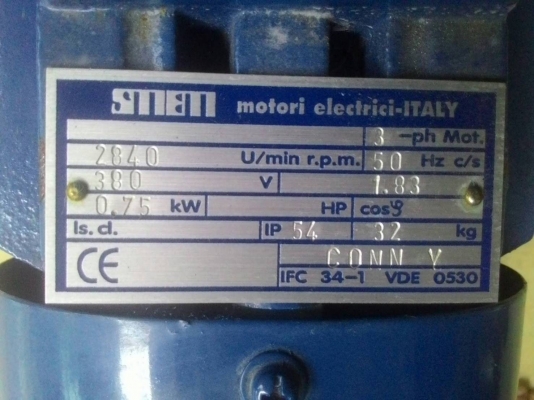 SMEM motori electrici-ITALY
3 -ph Mot.
2840 U/min r.p.m. 50 Hz c/s
380 V 1.83
0.75 kW HP cosφ
Is. cl. IP 54 32 kg
CE CONN Y
IFC 34-1 VDE 0530